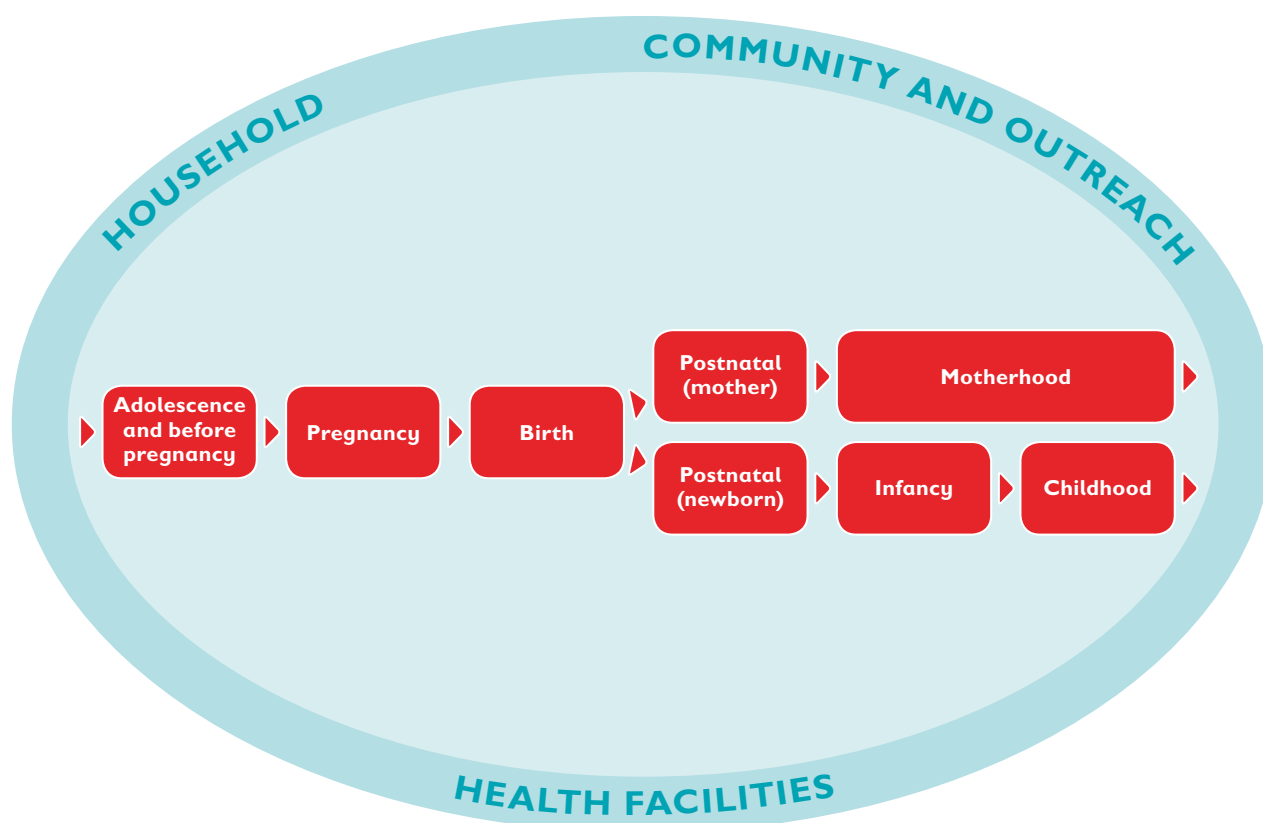 HOUSEHOLD
COMMUNITY AND OUTREACH
Adolescence
and before
pregnancy
Pregnancy
Birth
Postnatal
(mother)
Motherhood
Postnatal
(newborn)
Infancy
Childhood
HEALTH FACILITIES